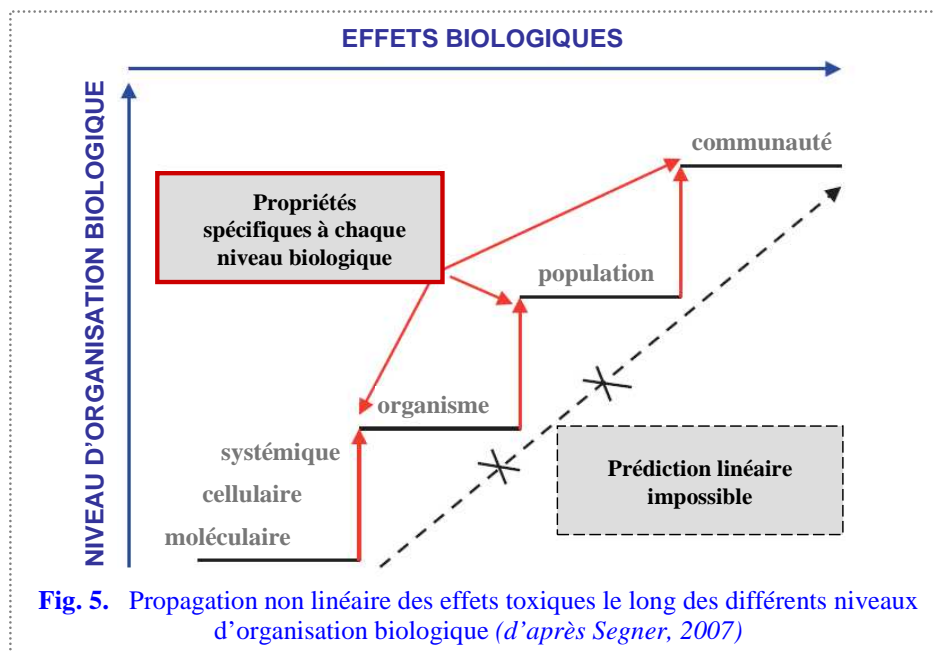 EFFETS BIOLOGIQUES
NIVEAU D'ORGANISATION BIOLOGIQUE
communauté
Propriétés
spécifiques à chaque
niveau biologique
population
organisme
systémique
cellulaire
moléculaire
Prédiction linéaire
impossible
Fig. 5. Propagation non linéaire des effets toxiques le long des différents niveaux
d'organisation biologique (d'après Segner, 2007)